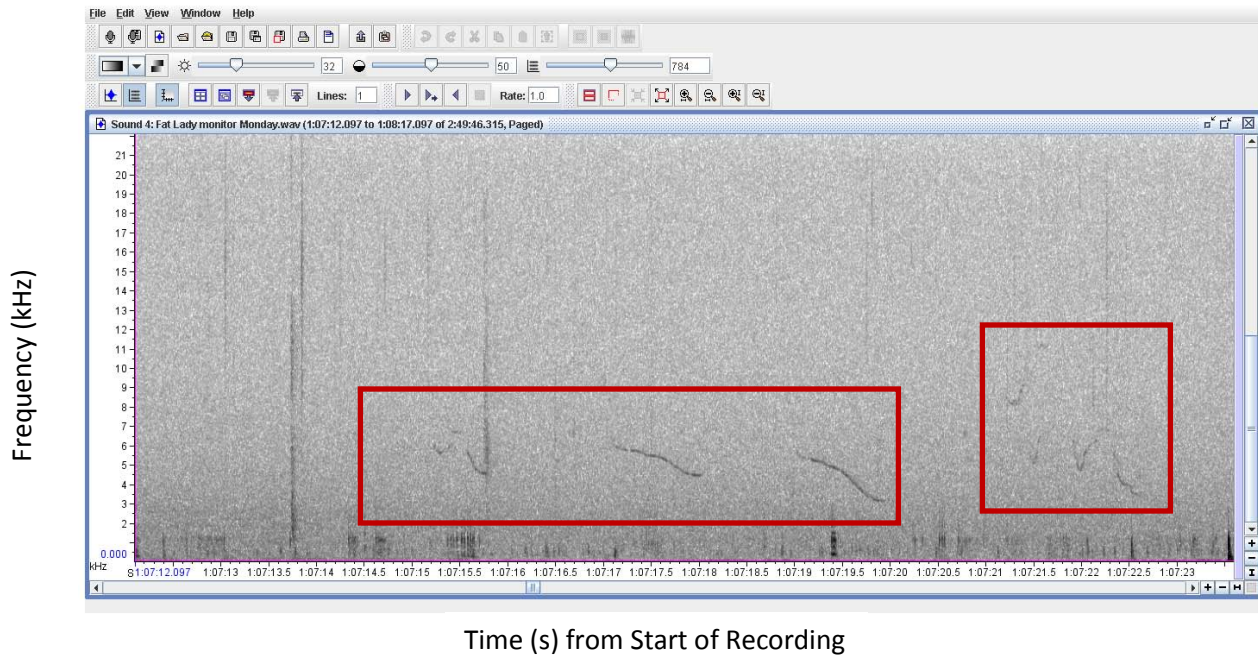 File Edit View Window Help
32 50 784
Lines: 1 Rate: 1.0
Sound 4: Fat Lady monitor Monday.wav (1:07:12.097 to 1:08:17.097 of 2:49:46.315, Paged)
Frequency (kHz)
21
20
19
18
17
16
15
14
13
12
11
10
9
8
7
6
5
4
3
2
0.000
kHz
S 1:07:12.097 1:07:13 1:07:13.5 1:07:14 1:07:14.5 1:07:15 1:07:15.5 1:07:16 1:07:16.5 1:07:17 1:07:17.5 1:07:18 1:07:18.5 1:07:19 1:07:19.5 1:07:20 1:07:20.5 1:07:21 1:07:21.5 1:07:22 1:07:22.5 1:07:23
Time (s) from Start of Recording